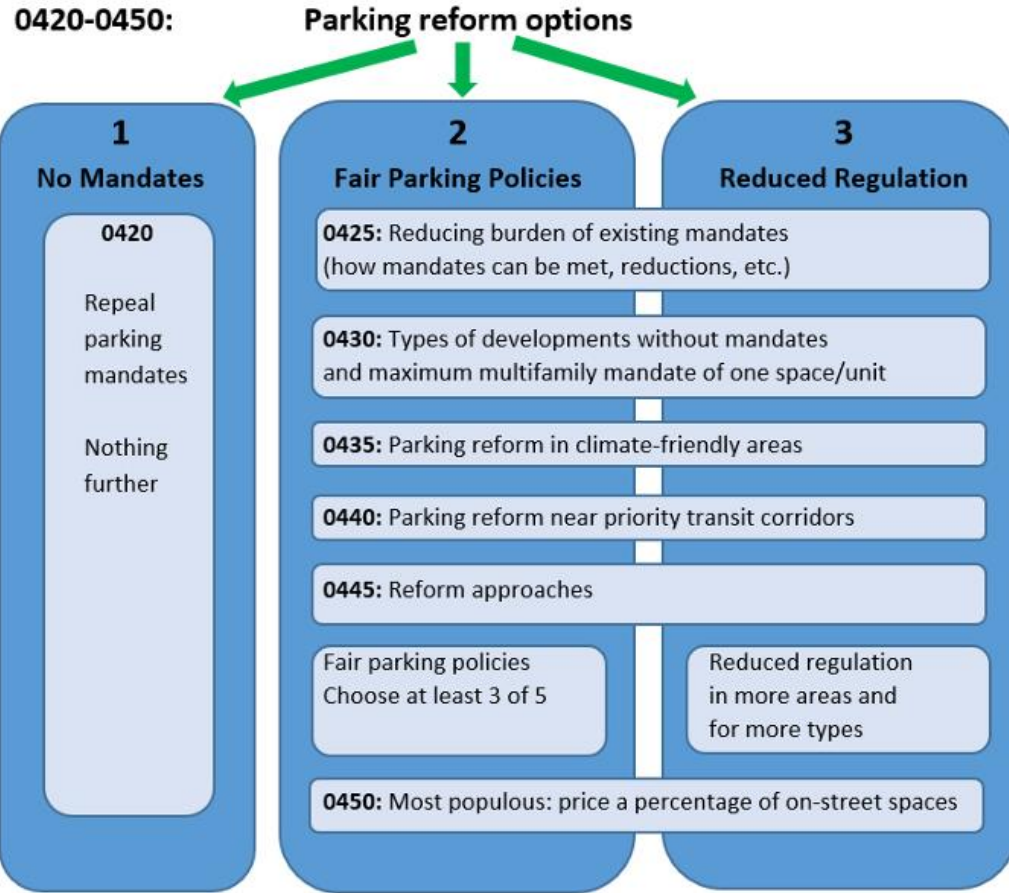 0420-0450: Parking reform options
1
No Mandates
0420
Repeal
parking
mandates
Nothing
further
2
Fair Parking Policies
3
Reduced Regulation
0425: Reducing burden of existing mandates
(how mandates can be met, reductions, etc.)
0430: Types of developments without mandates
and maximum multifamily mandate of one space/unit
0435: Parking reform in climate-friendly areas
0440: Parking reform near priority transit corridors
0445: Reform approaches
Fair parking policies
Choose at least 3 of 5
Reduced regulation
in more areas and
for more types
0450: Most populous: price a percentage of on-street spaces